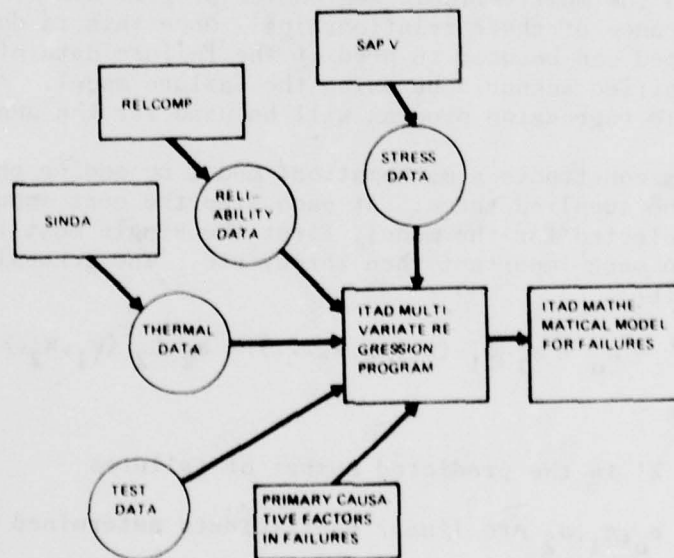 SAP V
RELCOMP
STRESS
DATA
RELI-
ABILITY
DATA
SINDA
THERMAL
DATA
ITAD MULTI-
VARIATE RE
GRESSION
PROGRAM
ITAD MATHE-
MATICAL MODEL
FOR FAILURES
TEST
DATA
PRIMARY CAUSA
TIVE FACTORS
IN FAILURES